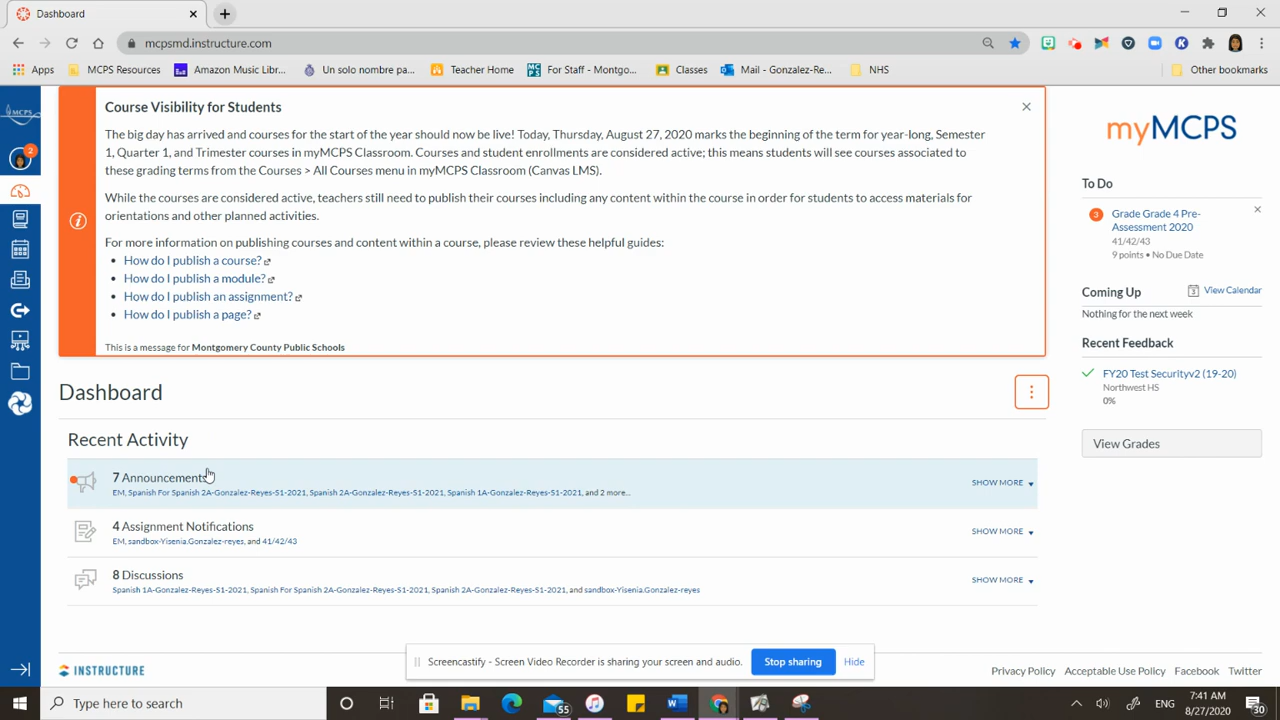 Dashboard
mcpsmd.instructure.com
Apps
MCPS Resources
Amazon Music Libr...
Un solo nombre pa...
Teacher Home
For Staff - Montgo...
Classes
Mail - Gonzalez-Re...
NHS
Other bookmarks
MCPS
2
Course Visibility for Students
The big day has arrived and courses for the start of the year should now be live! Today, Thursday, August 27, 2020 marks the beginning of the term for year-long, Semester
1, Quarter 1, and Trimester courses in myMCPS Classroom. Courses and student enrollments are considered active; this means students will see courses associated to
these grading terms from the Courses > All Courses menu in myMCPS Classroom (Canvas LMS).
While the courses are considered active, teachers still need to publish their courses including any content within the course in order for students to access materials for
orientations and other planned activities.
For more information on publishing courses and content within a course, please review these helpful guides:
• How do I publish a course?
• How do I publish a module?
• How do I publish an assignment?
• How do I publish a page?
This is a message for Montgomery County Public Schools
Dashboard
Recent Activity
7 Announcements
EM, Spanish For Spanish 2A-Gonzalez-Reyes-S1-2021, Spanish 2A-Gonzalez-Reyes-S1-2021, Spanish 1A-Gonzalez-Reyes-S1-2021, and 2 more...
SHOW MORE
4 Assignment Notifications
EM, sandbox-Yisenia.Gonzalez-reyes, and 41/42/43
SHOW MORE
8 Discussions
Spanish 1A-Gonzalez-Reyes-S1-2021, Spanish For Spanish 2A-Gonzalez-Reyes-S1-2021, Spanish 2A-Gonzalez-Reyes-S1-2021, and sandbox-Yisenia.Gonzalez-reyes
SHOW MORE
myMCPS
To Do
3
Grade Grade 4 Pre-
Assessment 2020
41/42/43
9 points • No Due Date
Coming Up
View Calendar
Nothing for the next week
Recent Feedback
FY20 Test Securityv2 (19-20)
Northwest HS
0%
View Grades
INSTRUCTURE
Screencastify - Screen Video Recorder is sharing your screen and audio.
Stop sharing
Hide
Privacy Policy
Acceptable Use Policy
Facebook
Twitter
Type here to search
55
ENG
7:41 AM
8/27/2020
30